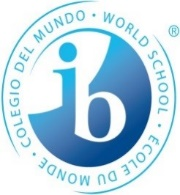 COLEGIO DEL MUNDO · WORLD SCHOOL · ÉCOLE DU MONDE ·
ib
®